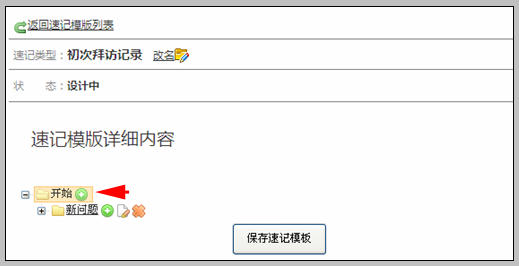 返回速记模版列表
速记类型：初次拜访记录 改名
状　　态：设计中
速记模版详细内容
开始
新问题
保存速记模板